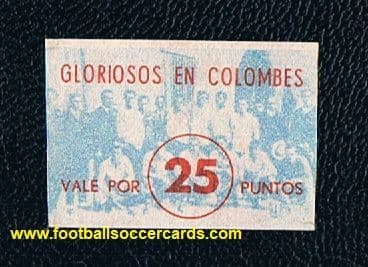 GLORIOSOS EN COLOMBES
VALE POR 25 PUNTOS
www.footballsoccercards.com